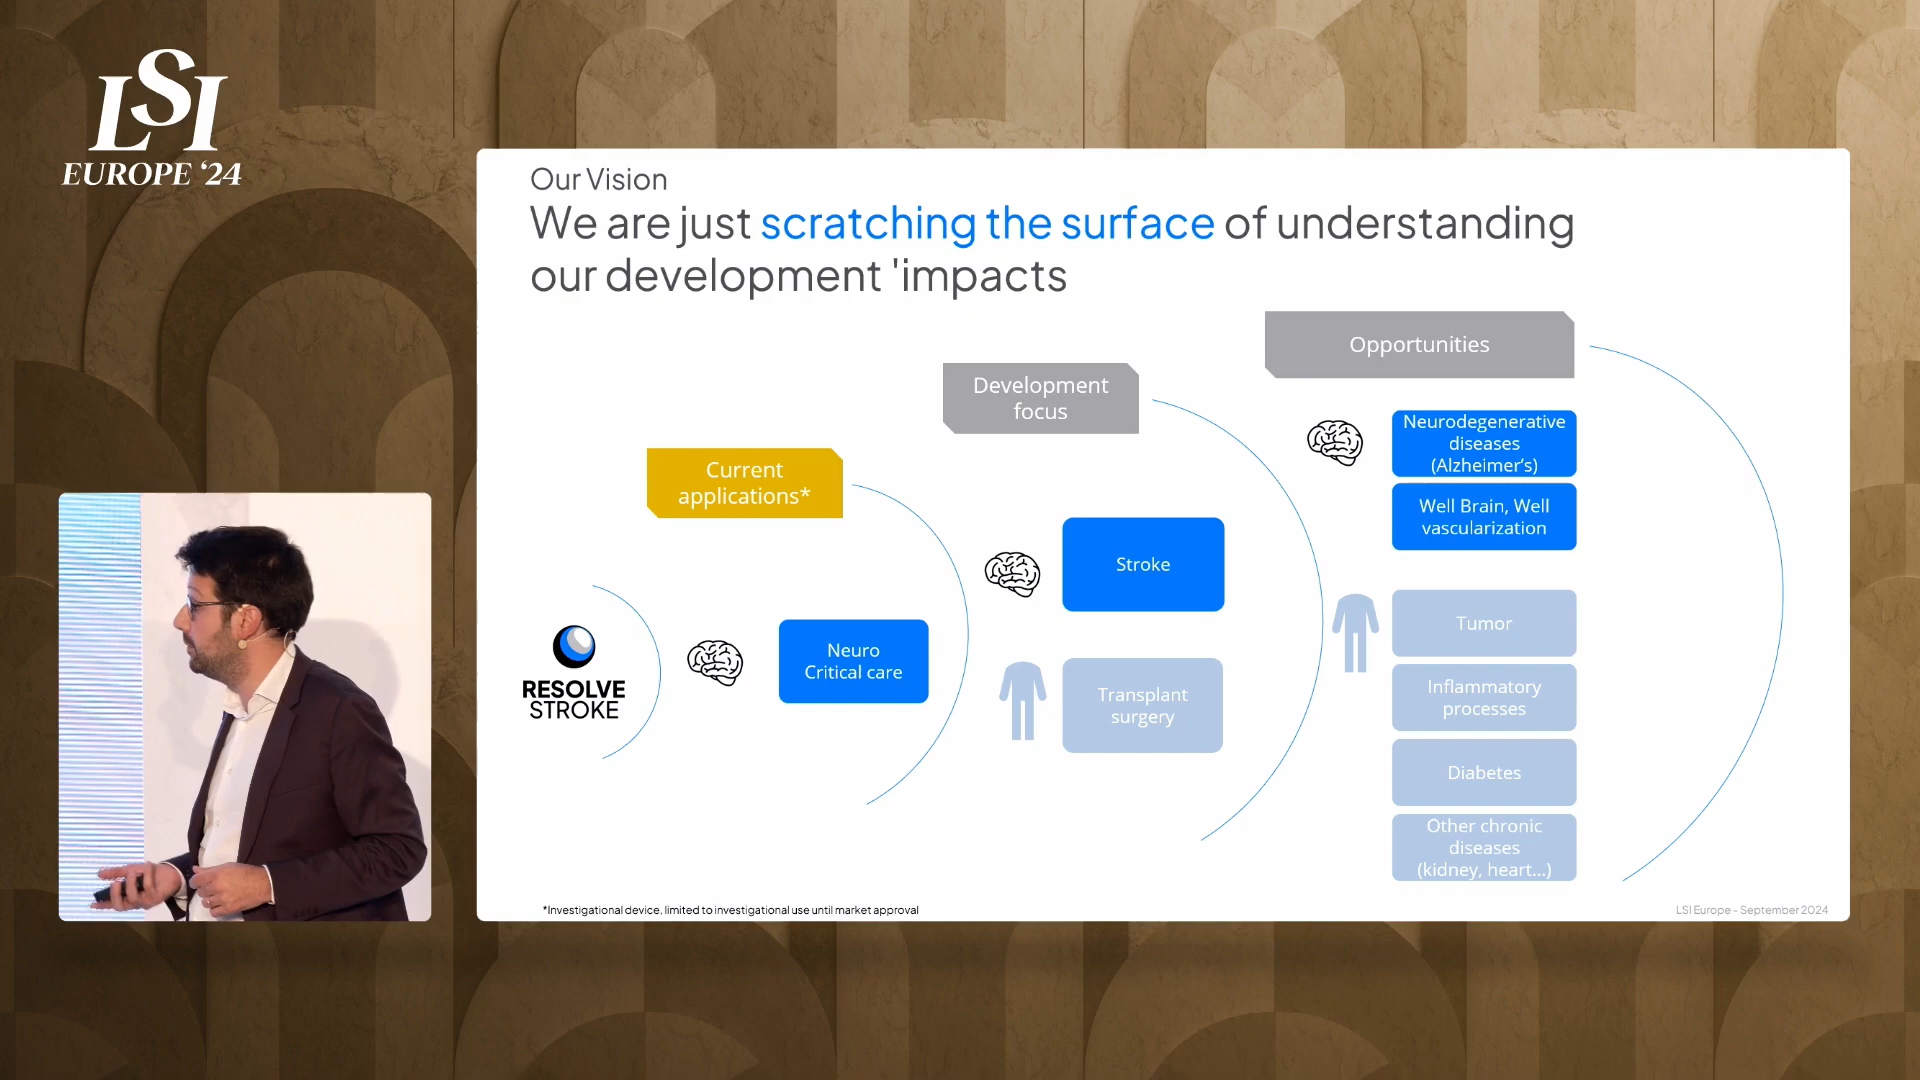 LSI
EUROPE ‘24
Our Vision
We are just scratching the surface of understanding
our development 'impacts
Opportunities
Development
focus
Current
applications*
Neurodegenerative
diseases
(Alzheimer’s)
Well Brain, Well
vascularization
Stroke
Tumor
Neuro
Critical care
Transplant
surgery
Inflammatory
processes
RESOLVE
STROKE
Diabetes
Other chronic
diseases
(kidney, heart...)
*Investigational device, limited to investigational use until market approval
LSI Europe - September 2024